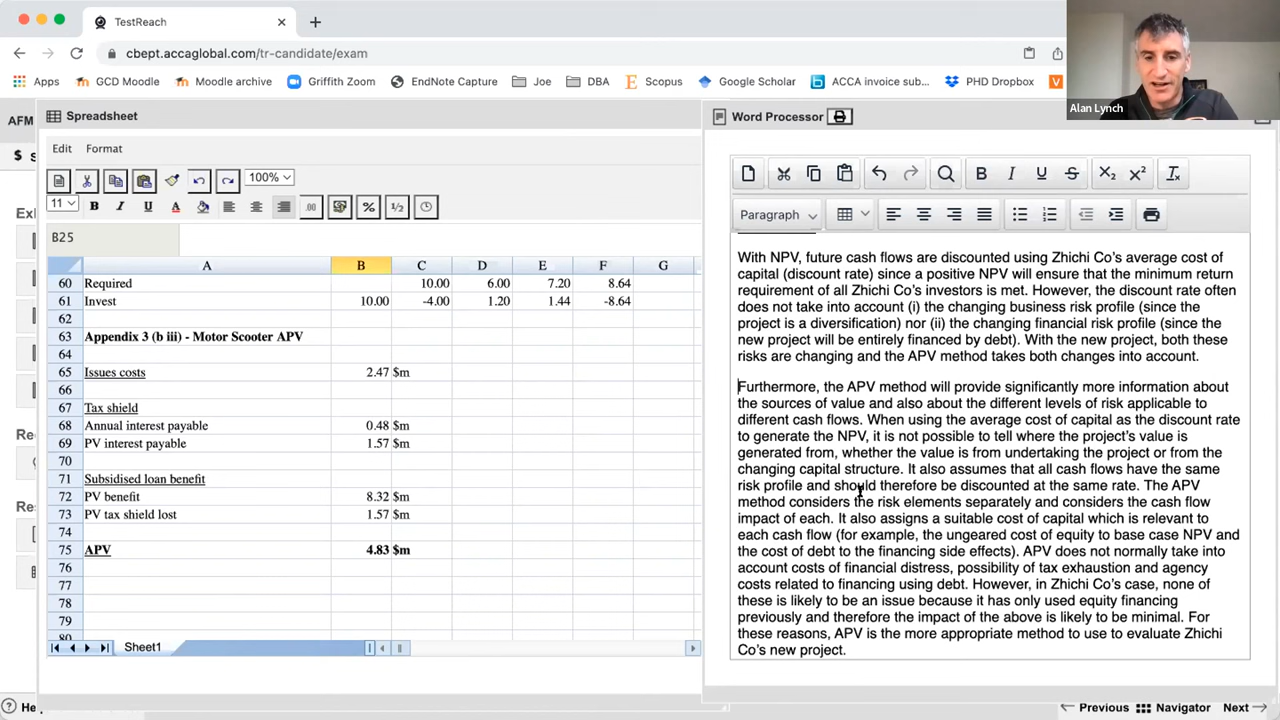 TestReach
cbept.accaglobal.com/tr-candidate/exam
Apps GCD Moodle Moodle archive Griffith Zoom EndNote Capture Joe DBA Scopus Google Scholar ACCA invoice sub... PHD Dropbox
Alan Lynch
AFM
Spreadsheet
Edit Format
100%
11
B25
A B C D E F G
60 Required 10.00 6.00 7.20 8.64
61 Invest 10.00 -4.00 1.20 1.44 -8.64
62
63 Appendix 3 (b iii) - Motor Scooter APV
64
65 Issues costs 2.47 $m
66
67 Tax shield
68 Annual interest payable 0.48 $m
69 PV interest payable 1.57 $m
70
71 Subsidised loan benefit
72 PV benefit 8.32 $m
73 PV tax shield lost 1.57 $m
74
75 APV 4.83 $m
76
77
78
79
80
Sheet1
Word Processor
Paragraph
With NPV, future cash flows are discounted using Zhichi Co's average cost of
capital (discount rate) since a positive NPV will ensure that the minimum return
requirement of all Zhichi Co's investors is met. However, the discount rate often
does not take into account (i) the changing business risk profile (since the
project is a diversification) nor (ii) the changing financial risk profile (since the
new project will be entirely financed by debt). With the new project, both these
risks are changing and the APV method takes both changes into account.
Furthermore, the APV method will provide significantly more information about
the sources of value and also about the different levels of risk applicable to
different cash flows. When using the average cost of capital as the discount rate
to generate the NPV, it is not possible to tell where the project's value is
generated from, whether the value is from undertaking the project or from the
changing capital structure. It also assumes that all cash flows have the same
risk profile and should therefore be discounted at the same rate. The APV
method considers the risk elements separately and considers the cash flow
impact of each. It also assigns a suitable cost of capital which is relevant to
each cash flow (for example, the ungeared cost of equity to base case NPV and
the cost of debt to the financing side effects). APV does not normally take into
account costs of financial distress, possibility of tax exhaustion and agency
costs related to financing using debt. However, in Zhichi Co's case, none of
these is likely to be an issue because it has only used equity financing
previously and therefore the impact of the above is likely to be minimal. For
these reasons, APV is the more appropriate method to use to evaluate Zhichi
Co's new project.
Previous Navigator Next